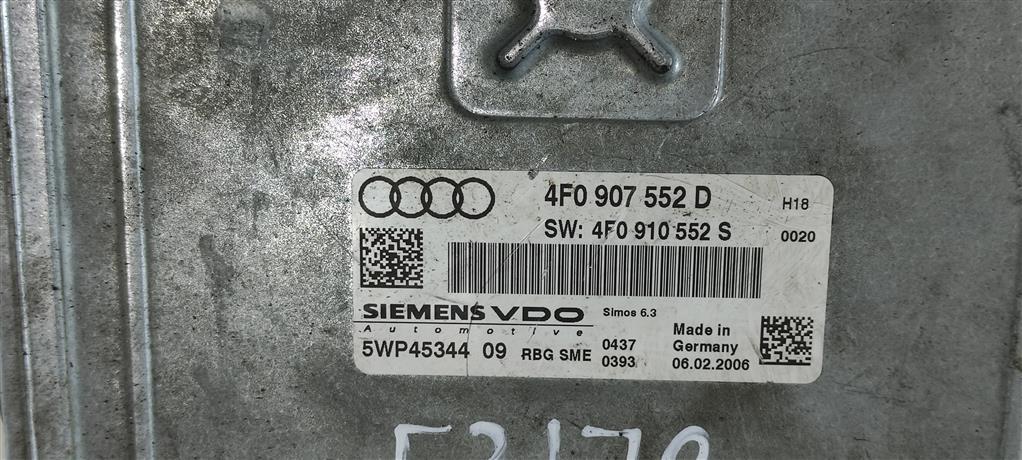 4F0 907 552 D
H18
SW: 4F0 910 552 S
0020
SIEMENS VDO
Simos 6.3
Automotive
5WP45344 09 RBG SME
0437
0393
Made in
Germany
06.02.2006